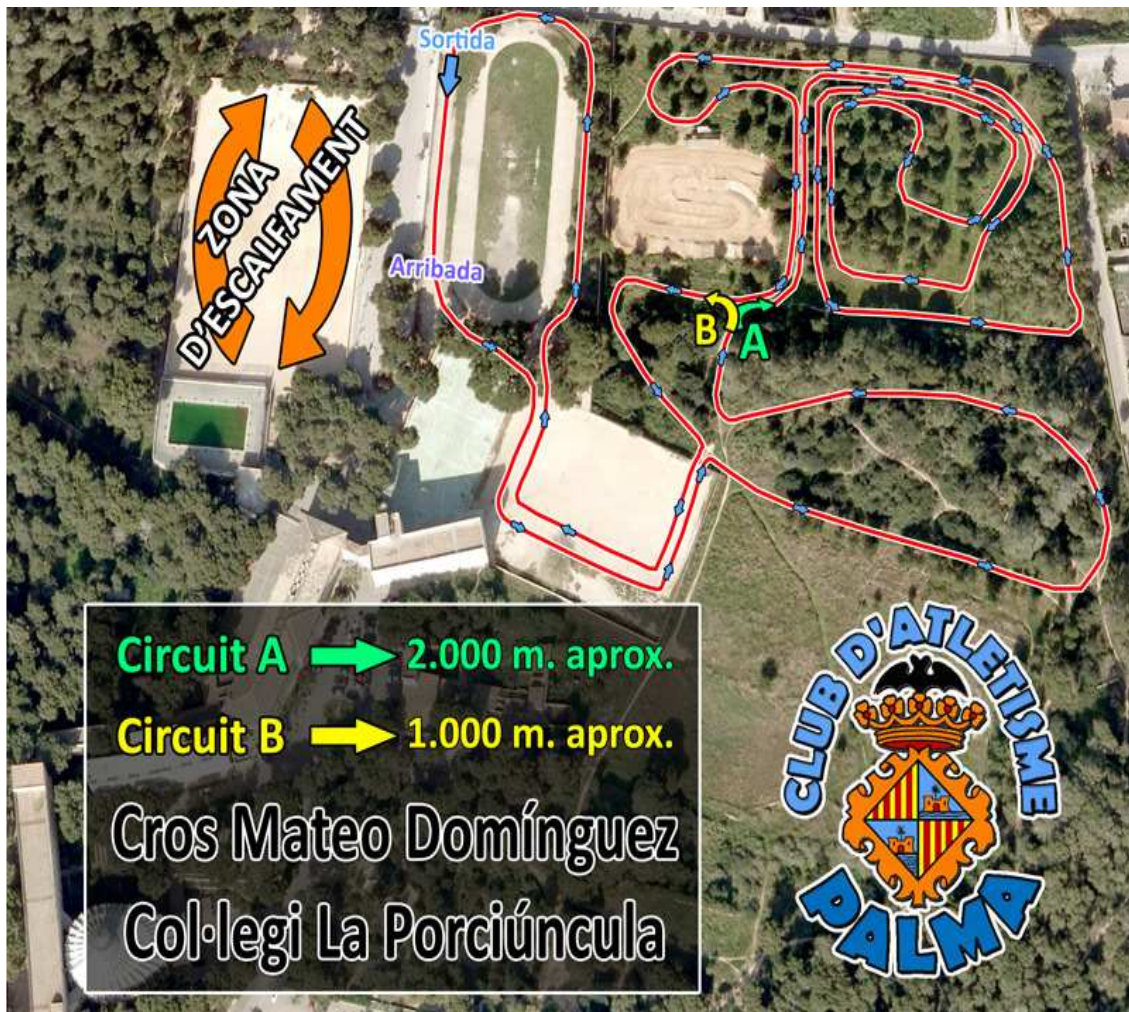 Sortida
ZONA
D'ESCALFAMENT
Arribada
B
A
Circuit A 2.000 m. aprox.
Circuit B 1.000 m. aprox.
Cros Mateo Domínguez
Col·legi La Porciúncula
CLUB D'ATLETISME
PALMA